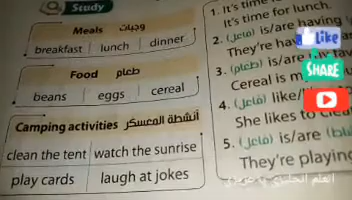 Study
Meals وجبات
breakfast lunch dinner
Food طعام
beans eggs cereal
Camping activities أنشطة المعسكر
clean the tent watch the sunrise
play cards laugh at jokes
1. It's time for
It's time for lunch.
2. (فاعل) is/are having
They're
3. is/are
Cereal is
4. (فاعل)
She likes to
5. (فاعل) is/are
They're playing
Like
SHARE